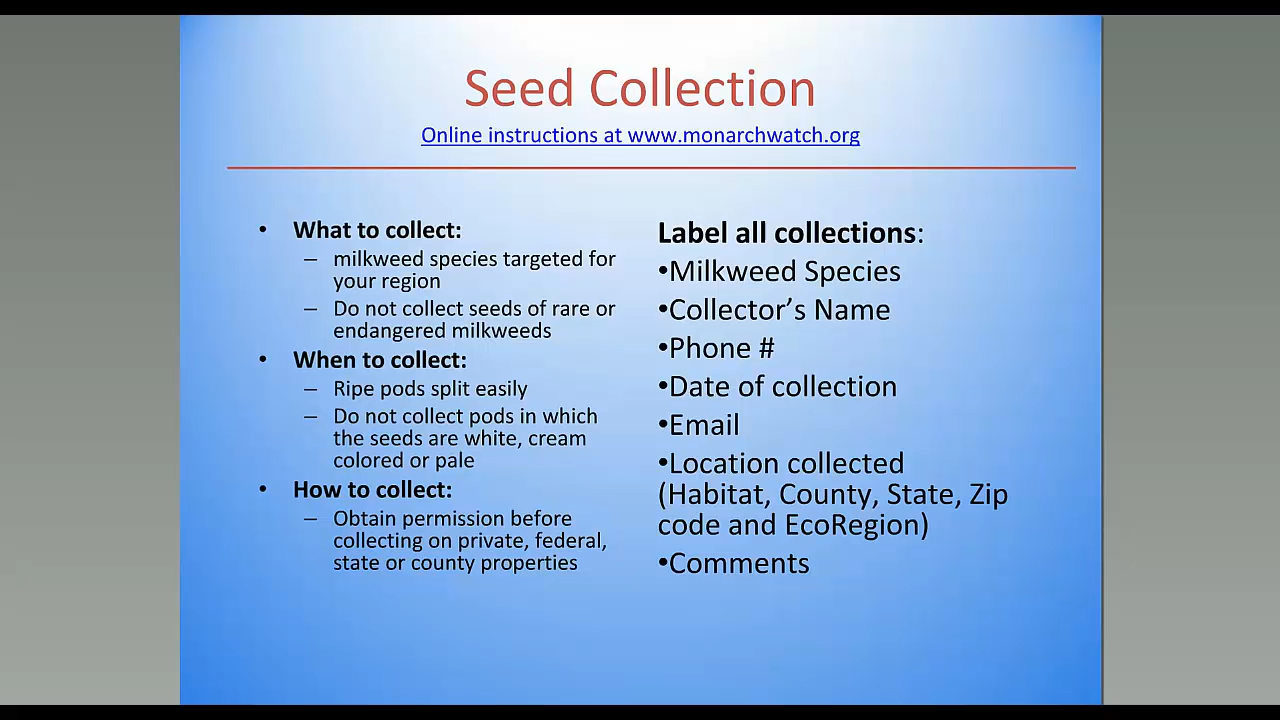 Seed Collection
Online instructions at www.monarchwatch.org
• What to collect:
– milkweed species targeted for
your region
– Do not collect seeds of rare or
endangered milkweeds
• When to collect:
– Ripe pods split easily
– Do not collect pods in which
the seeds are white, cream
colored or pale
• How to collect:
– Obtain permission before
collecting on private, federal,
state or county properties
Label all collections:
•Milkweed Species
•Collector’s Name
•Phone #
•Date of collection
•Email
•Location collected
(Habitat, County, State, Zip
code and EcoRegion)
•Comments